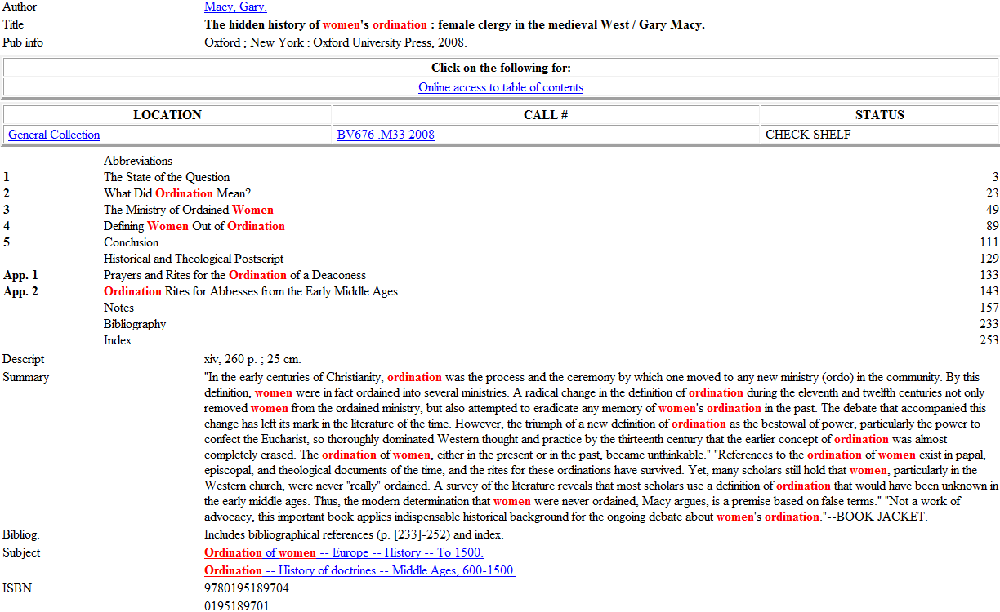 Author Macy, Gary.
Title The hidden history of women's ordination : female clergy in the medieval West / Gary Macy.
Pub info Oxford ; New York : Oxford University Press, 2008.
Click on the following for:
Online access to table of contents
LOCATION CALL # STATUS
General Collection BV676 .M33 2008 CHECK SHELF
Abbreviations
1 The State of the Question 3
2 What Did Ordination Mean? 23
3 The Ministry of Ordained Women 49
4 Defining Women Out of Ordination 89
5 Conclusion 111
Historical and Theological Postscript 129
App. 1 Prayers and Rites for the Ordination of a Deaconess 133
App. 2 Ordination Rites for Abbesses from the Early Middle Ages 143
Notes 157
Bibliography 233
Index 253
Descript xiv, 260 p. ; 25 cm.
Summary "In the early centuries of Christianity, ordination was the process and the ceremony by which one moved to any new ministry (ordo) in the community. By this
definition, women were in fact ordained into several ministries. A radical change in the definition of ordination during the eleventh and twelfth centuries not only
removed women from the ordained ministry, but also attempted to eradicate any memory of women's ordination in the past. The debate that accompanied this
change has left its mark in the literature of the time. However, the triumph of a new definition of ordination as the bestowal of power, particularly the power to
confect the Eucharist, so thoroughly dominated Western thought and practice by the thirteenth century that the earlier concept of ordination was almost
completely erased. The ordination of women, either in the present or in the past, became unthinkable." "References to the ordination of women exist in papal,
episcopal, and theological documents of the time, and the rites for these ordinations have survived. Yet, many scholars still hold that women, particularly in the
Western church, were never "really" ordained. A survey of the literature reveals that most scholars use a definition of ordination that would have been unknown in
the early middle ages. Thus, the modern determination that women were never ordained, Macy argues, is a premise based on false terms." "Not a work of
advocacy, this important book applies indispensable historical background for the ongoing debate about women's ordination."--BOOK JACKET.
Bibliog. Includes bibliographical references (p. [233]-252) and index.
Subject Ordination of women -- Europe -- History -- To 1500.
Ordination -- History of doctrines -- Middle Ages, 600-1500.
ISBN 9780195189704
0195189701